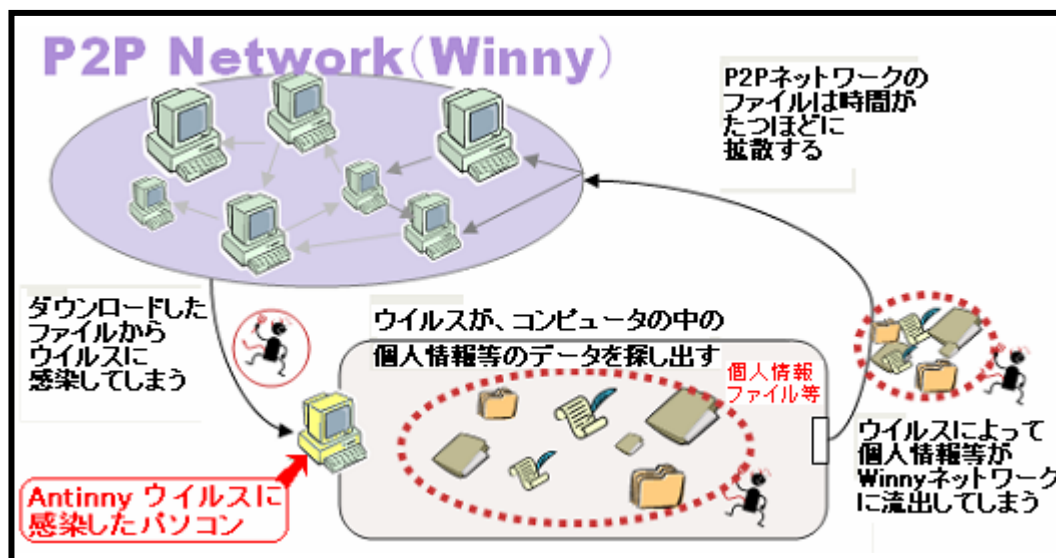 P2P Network(Winny)
P2Pネットワークの
ファイルは時間が
たつほどに
拡散する
ダウンロードした
ファイルから
ウイルスに
感染してしまう
ウイルスが、コンピュータの中の
個人情報等のデータを探し出す
個人情報
ファイル等
ウイルスによって
個人情報等が
Winnyネットワーク
に流出してしまう
Antinny ウイルスに
感染したパソコン